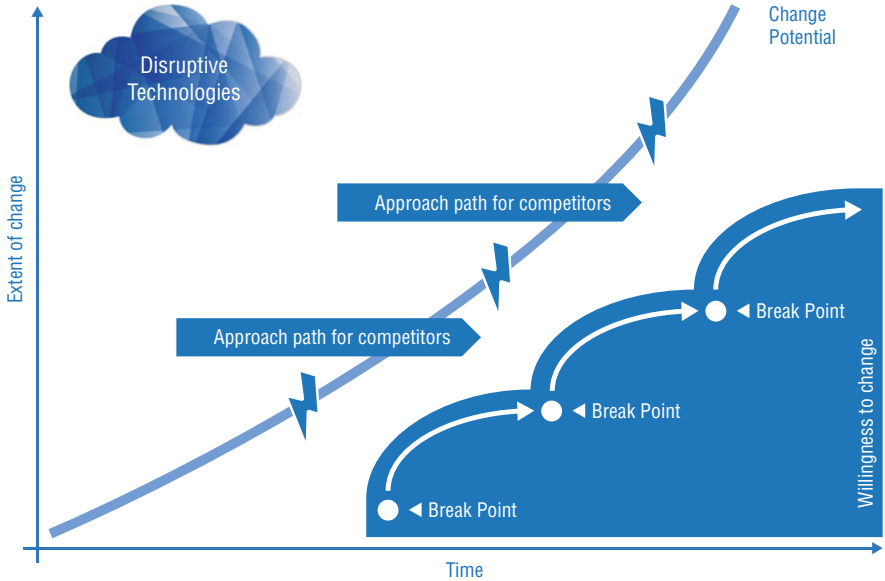 Change
Potential
Disruptive
Technologies
Approach path for competitors
Extent of change
Break Point
Approach path for competitors
Break Point
Willingness to change
Break Point
Time